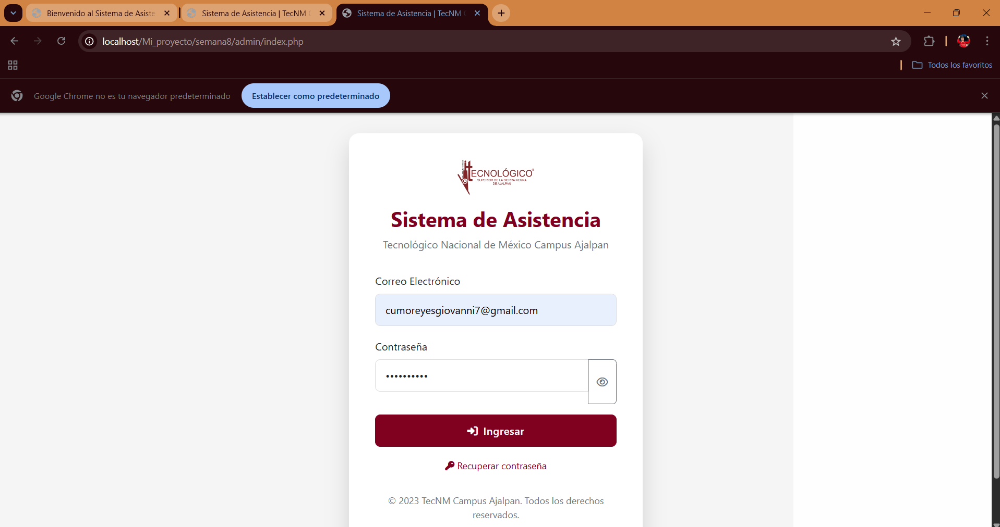 Bienvenido al Sistema de Asiste
Sistema de Asistencia | TecNM
Sistema de Asistencia | TecNM
localhost/Mi_proyecto/semana8/admin/index.php
Todos los favoritos
Google Chrome no es tu navegador predeterminado
Establecer como predeterminado
TECNOLÓGICO®
SUPERIOR DE LA SIERRA NEGRA
DE AJALPAN
Sistema de Asistencia
Tecnológico Nacional de México Campus Ajalpan
Correo Electrónico
cumoreyesgiovanni7@gmail.com
Contraseña
••••••••••
Ingresar
Recuperar contraseña
© 2023 TecNM Campus Ajalpan. Todos los derechos
reservados.